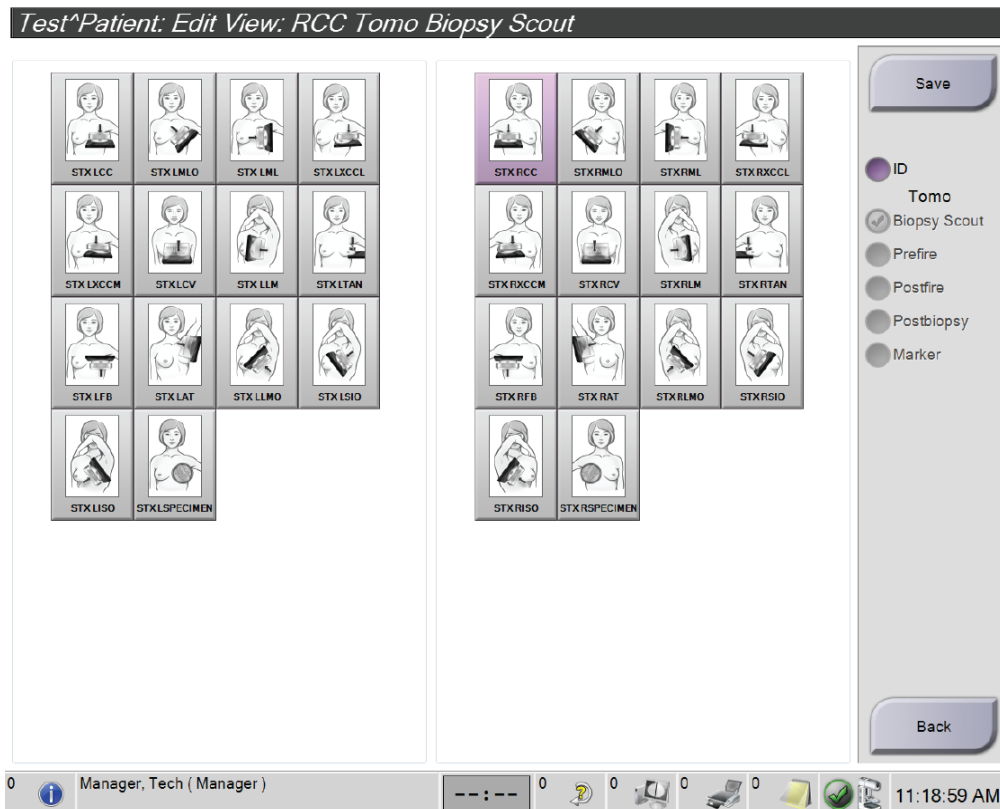 Test^Patient: Edit View: RCC Tomo Biopsy Scout
STX LCC STX LMLO STX LML STX LXCCL
STX LXCCM STX LCV STX LLM STX LTAN
STX LFB STX LAT STX LLMO STX LSIO
STX LISO STX LSPECIMEN
STX RCC STX RMLO STX RML STX RXCCL
STX RXCCM STX RCV STX RLM STX RTAN
STX RFB STX RAT STX RLMO STX RSIO
STX RISO STX RSPECIMEN
Save
ID
Tomo
Biopsy Scout
Prefire
Postfire
Postbiopsy
Marker
Back
0 Manager, Tech ( Manager ) --:-- 0 0 0 0 11:18:59 AM